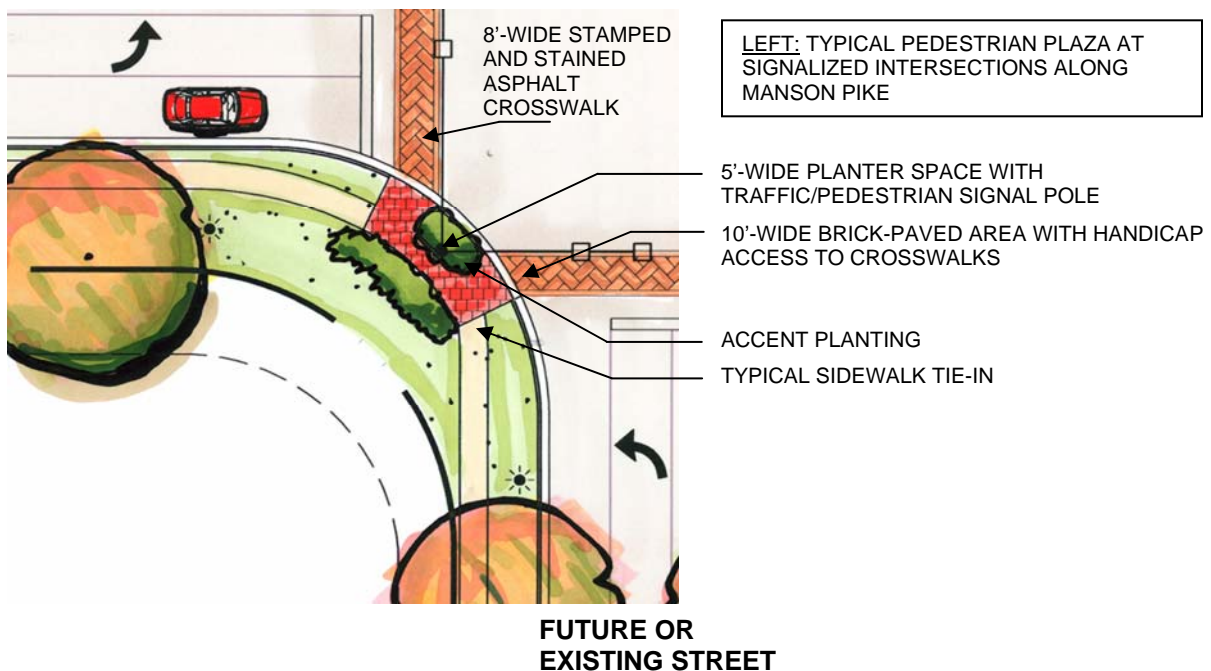 8’-WIDE STAMPED
AND STAINED
ASPHALT
CROSSWALK
LEFT: TYPICAL PEDESTRIAN PLAZA AT
SIGNALIZED INTERSECTIONS ALONG
MANSON PIKE
5’-WIDE PLANTER SPACE WITH
TRAFFIC/PEDESTRIAN SIGNAL POLE
10’-WIDE BRICK-PAVED AREA WITH HANDICAP
ACCESS TO CROSSWALKS
ACCENT PLANTING
TYPICAL SIDEWALK TIE-IN
FUTURE OR
EXISTING STREET